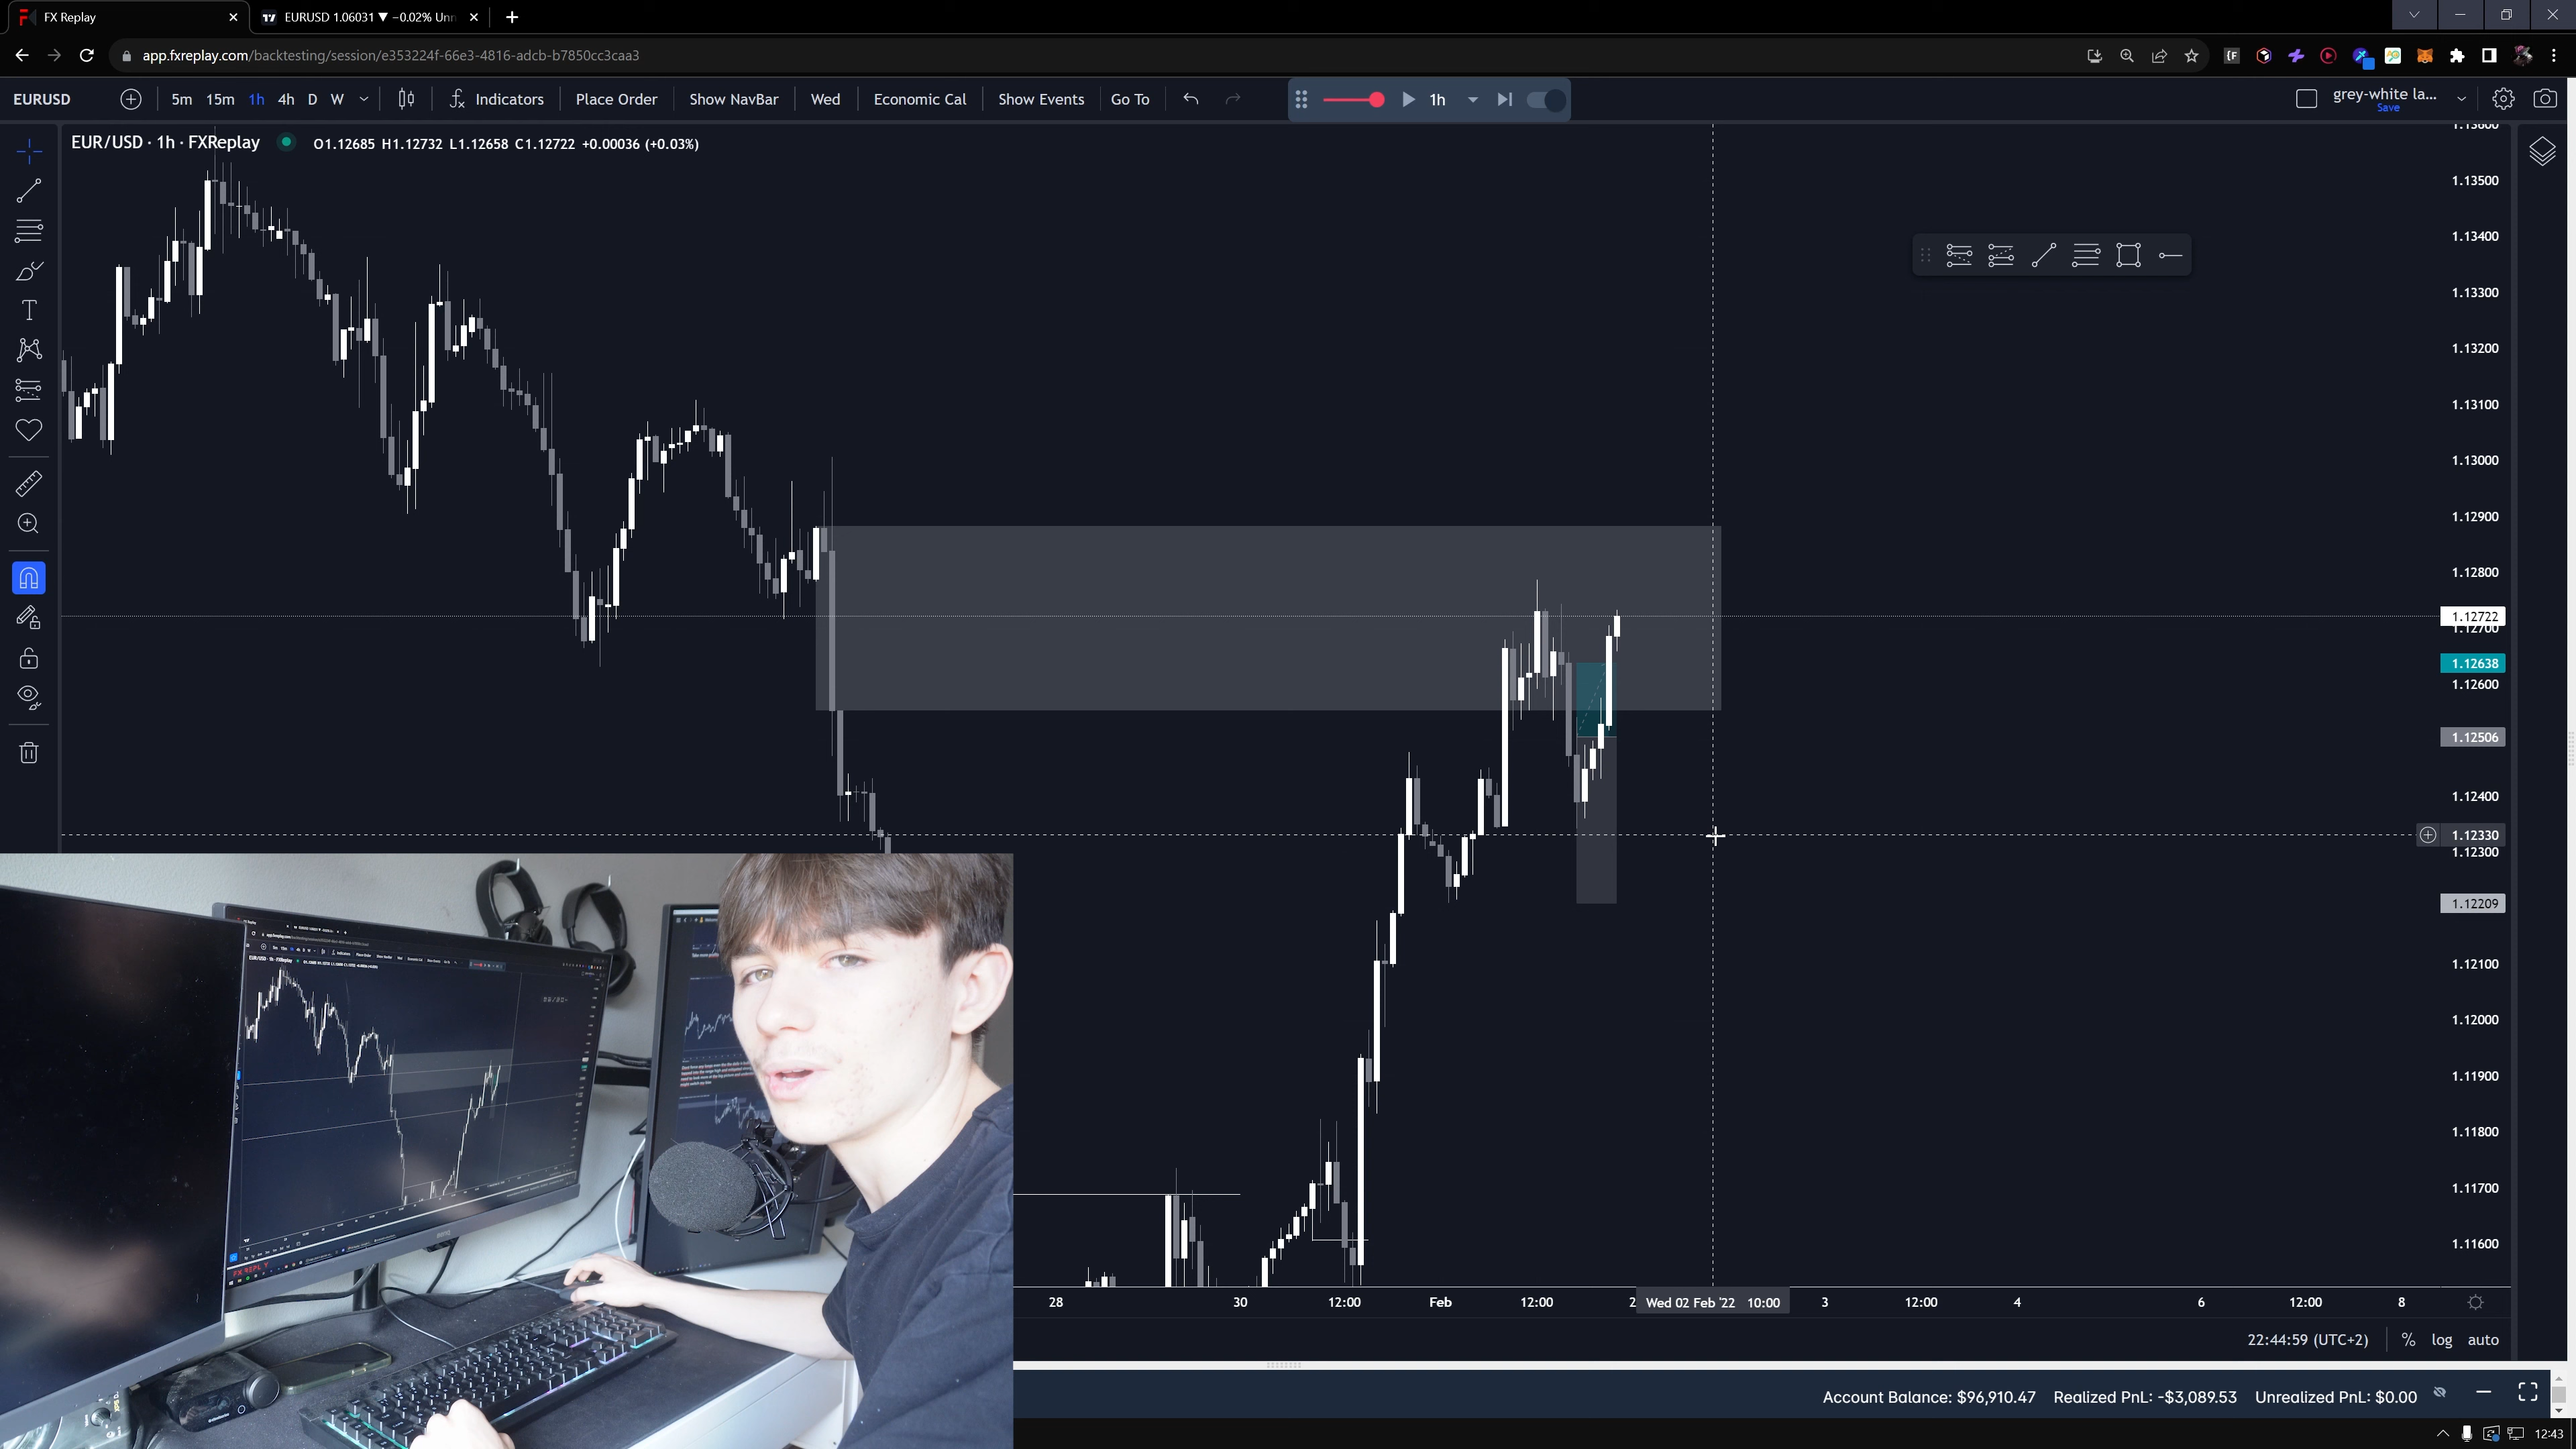 FX Replay
EURUSD 1.06031 ▼ −0.02% Unn
app.fxreplay.com/backtesting/session/e353224f-66e3-4816-adcb-b7850cc3caa3
EURUSD 5m 15m 1h 4h D W Indicators Place Order Show NavBar Wed Economic Cal Show Events Go To 1h grey-white la...
Save
EUR/USD · 1h · FXReplay O1.12685 H1.12732 L1.12658 C1.12722 +0.00036 (+0.03%)
1.13600
1.13500
1.13400
1.13300
1.13200
1.13100
1.13000
1.12900
1.12800
1.12722
1.12700
1.12638
1.12600
1.12506
1.12400
1.12330
1.12300
1.12209
1.12100
1.12000
1.11900
1.11800
1.11700
1.11600
28 30 12:00 Feb 12:00 2 Wed 02 Feb '22 10:00 3 12:00 4 6 12:00 8
22:44:59 (UTC+2) % log auto
Account Balance: $96,910.47 Realized PnL: -$3,089.53 Unrealized PnL: $0.00
12:43